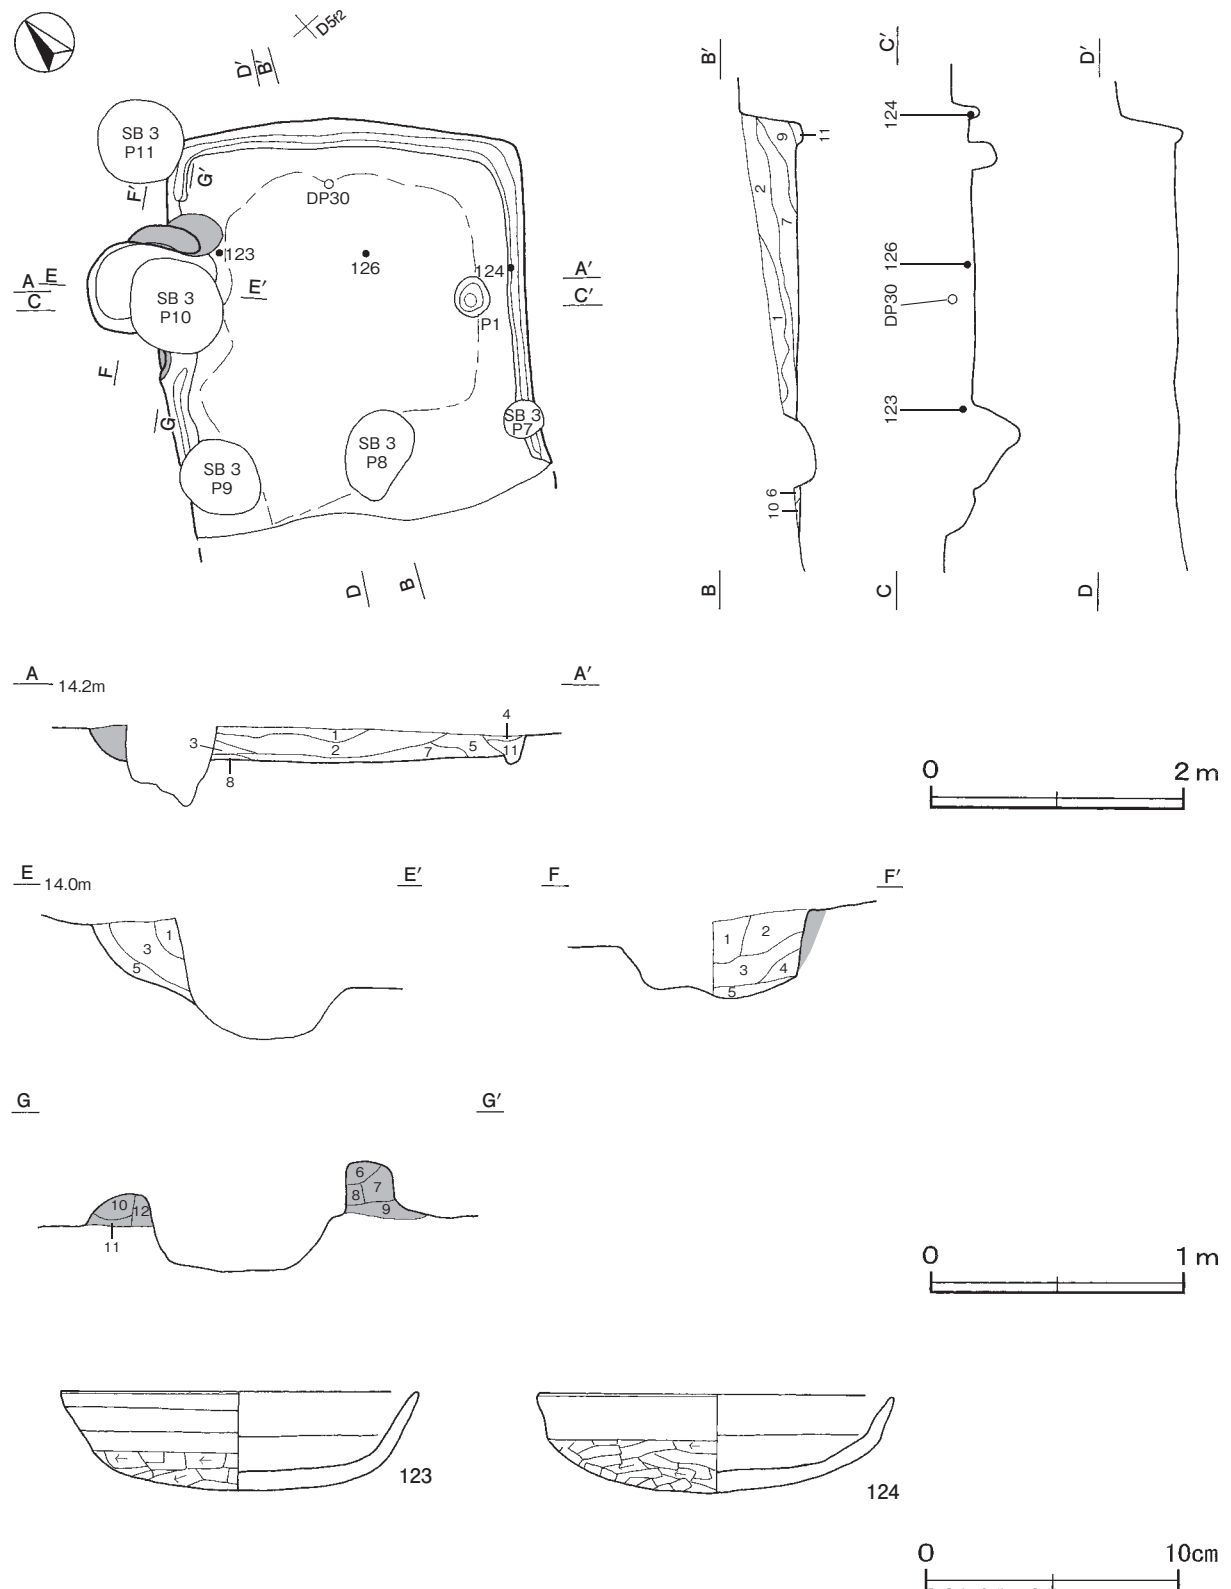 D5f2
D′ B′
SB 3
P11
F′
G′
DP30
123
126
124
A E
C
E′
A′
C′
SB 3
P10
P1
F
G
SB 3
P9
SB 3
P8
SB 3
P7
D
B
B′
9
11
2
7
1
6
10
B
C′
124
126
DP30
123
C
D′
D
A 14.2m
A′
4
3
1
2
7
5
11
8
0 2 m
E 14.0m
E′
1
3
5
F
F′
1
2
3
4
5
G
G′
6
7
8
9
10
12
11
0 1 m
123
124
0 10cm